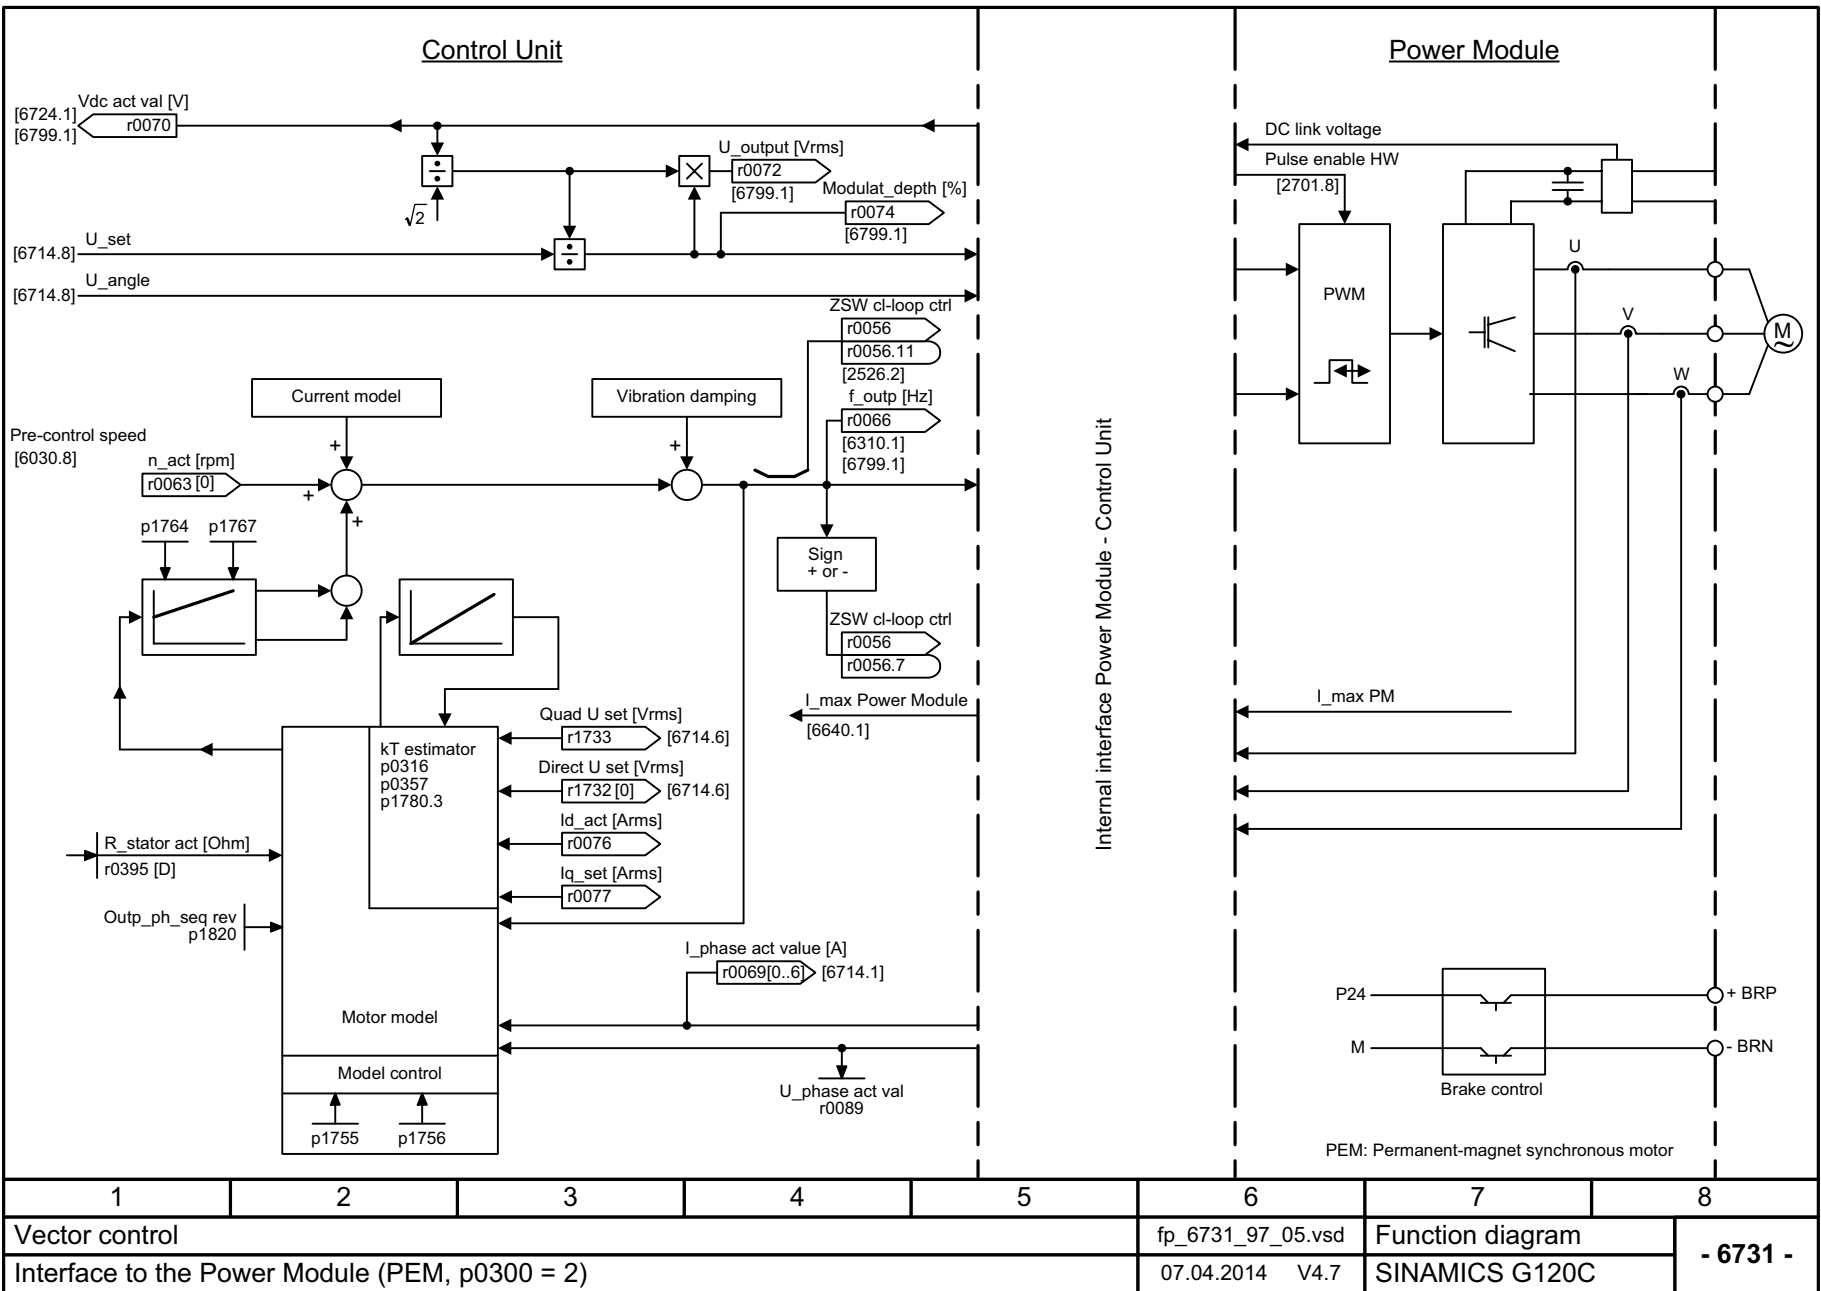 Control Unit
Power Module
Vdc act val [V]
[6724.1]
r0070
[6799.1]
√2
U_output [Vrms]
r0072
[6799.1]
Modulat_depth [%]
r0074
[6799.1]
[6714.8]
U_set
[6714.8]
U_angle
ZSW cl-loop ctrl
r0056
r0056.11
[2526.2]
f_outp [Hz]
r0066
[6310.1]
[6799.1]
Current model
Vibration damping
Pre-control speed
[6030.8]
n_act [rpm]
r0063 [0]
+
+
+
+
p1764
p1767
Sign
+ or -
ZSW cl-loop ctrl
r0056
r0056.7
I_max Power Module
[6640.1]
Quad U set [Vrms]
r1733
[6714.6]
Direct U set [Vrms]
r1732 [0]
[6714.6]
Id_act [Arms]
r0076
Iq_set [Arms]
r0077
kT estimator
p0316
p0357
p1780.3
R_stator act [Ohm]
r0395 [D]
Outp_ph_seq rev
p1820
I_phase act value [A]
r0069[0..6]
[6714.1]
Motor model
Model control
U_phase act val
r0089
p1755
p1756
Internal interface Power Module - Control Unit
DC link voltage
Pulse enable HW
[2701.8]
PWM
U
V
W
M
~
I_max PM
P24
+ BRP
M
- BRN
Brake control
PEM: Permanent-magnet synchronous motor
1 2 3 4 5 6 7 8
Vector control
fp_6731_97_05.vsd
Function diagram
- 6731 -
Interface to the Power Module (PEM, p0300 = 2)
07.04.2014 V4.7
SINAMICS G120C